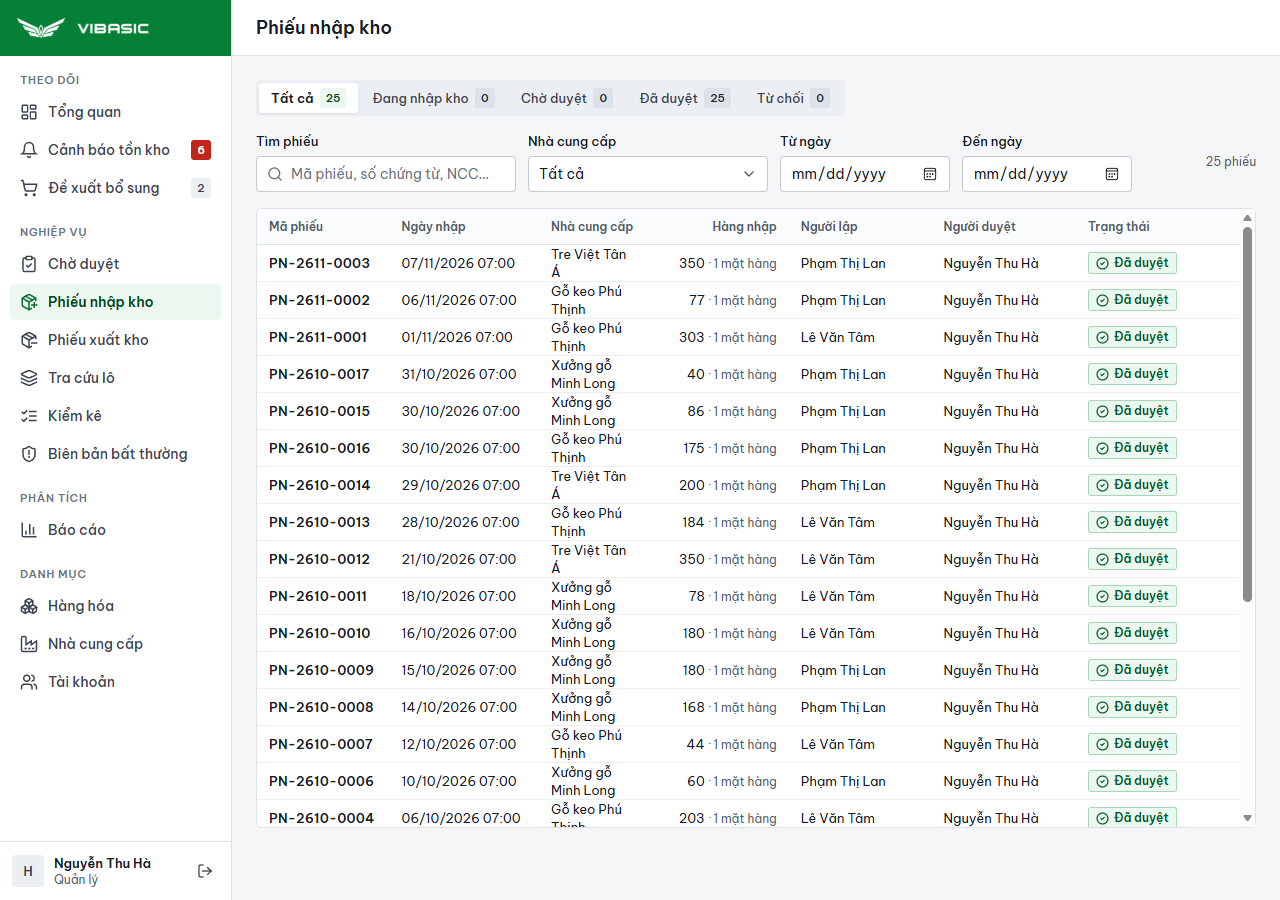 VIBASIC
Phiếu nhập kho
THEO DÕI
Tổng quan
Cảnh báo tồn kho 6
Đề xuất bổ sung 2
NGHIỆP VỤ
Chờ duyệt
Phiếu nhập kho
Phiếu xuất kho
Tra cứu lô
Kiểm kê
Biên bản bất thường
PHÂN TÍCH
Báo cáo
DANH MỤC
Hàng hóa
Nhà cung cấp
Tài khoản
H
Nguyễn Thu Hà
Quản lý
Tất cả 25 Đang nhập kho 0 Chờ duyệt 0 Đã duyệt 25 Từ chối 0
Tìm phiếu Nhà cung cấp Từ ngày Đến ngày
Mã phiếu, số chứng từ, NCC... Tất cả mm/dd/yyyy mm/dd/yyyy 25 phiếu
Mã phiếu Ngày nhập Nhà cung cấp Hàng nhập Người lập Người duyệt Trạng thái
PN-2611-0003 07/11/2026 07:00 Tre Việt Tân Á 350 · 1 mặt hàng Phạm Thị Lan Nguyễn Thu Hà Đã duyệt
PN-2611-0002 06/11/2026 07:00 Gỗ keo Phú Thịnh 77 · 1 mặt hàng Phạm Thị Lan Nguyễn Thu Hà Đã duyệt
PN-2611-0001 01/11/2026 07:00 Gỗ keo Phú Thịnh 303 · 1 mặt hàng Lê Văn Tâm Nguyễn Thu Hà Đã duyệt
PN-2610-0017 31/10/2026 07:00 Xưởng gỗ Minh Long 40 · 1 mặt hàng Phạm Thị Lan Nguyễn Thu Hà Đã duyệt
PN-2610-0015 30/10/2026 07:00 Xưởng gỗ Minh Long 86 · 1 mặt hàng Phạm Thị Lan Nguyễn Thu Hà Đã duyệt
PN-2610-0016 30/10/2026 07:00 Gỗ keo Phú Thịnh 175 · 1 mặt hàng Phạm Thị Lan Nguyễn Thu Hà Đã duyệt
PN-2610-0014 29/10/2026 07:00 Tre Việt Tân Á 200 · 1 mặt hàng Phạm Thị Lan Nguyễn Thu Hà Đã duyệt
PN-2610-0013 28/10/2026 07:00 Gỗ keo Phú Thịnh 184 · 1 mặt hàng Lê Văn Tâm Nguyễn Thu Hà Đã duyệt
PN-2610-0012 21/10/2026 07:00 Tre Việt Tân Á 350 · 1 mặt hàng Lê Văn Tâm Nguyễn Thu Hà Đã duyệt
PN-2610-0011 18/10/2026 07:00 Xưởng gỗ Minh Long 78 · 1 mặt hàng Lê Văn Tâm Nguyễn Thu Hà Đã duyệt
PN-2610-0010 16/10/2026 07:00 Xưởng gỗ Minh Long 180 · 1 mặt hàng Lê Văn Tâm Nguyễn Thu Hà Đã duyệt
PN-2610-0009 15/10/2026 07:00 Xưởng gỗ Minh Long 180 · 1 mặt hàng Phạm Thị Lan Nguyễn Thu Hà Đã duyệt
PN-2610-0008 14/10/2026 07:00 Xưởng gỗ Minh Long 168 · 1 mặt hàng Phạm Thị Lan Nguyễn Thu Hà Đã duyệt
PN-2610-0007 12/10/2026 07:00 Gỗ keo Phú Thịnh 44 · 1 mặt hàng Lê Văn Tâm Nguyễn Thu Hà Đã duyệt
PN-2610-0006 10/10/2026 07:00 Xưởng gỗ Minh Long 60 · 1 mặt hàng Phạm Thị Lan Nguyễn Thu Hà Đã duyệt
PN-2610-0004 06/10/2026 07:00 Gỗ keo Phú Thịnh 203 · 1 mặt hàng Lê Văn Tâm Nguyễn Thu Hà Đã duyệt